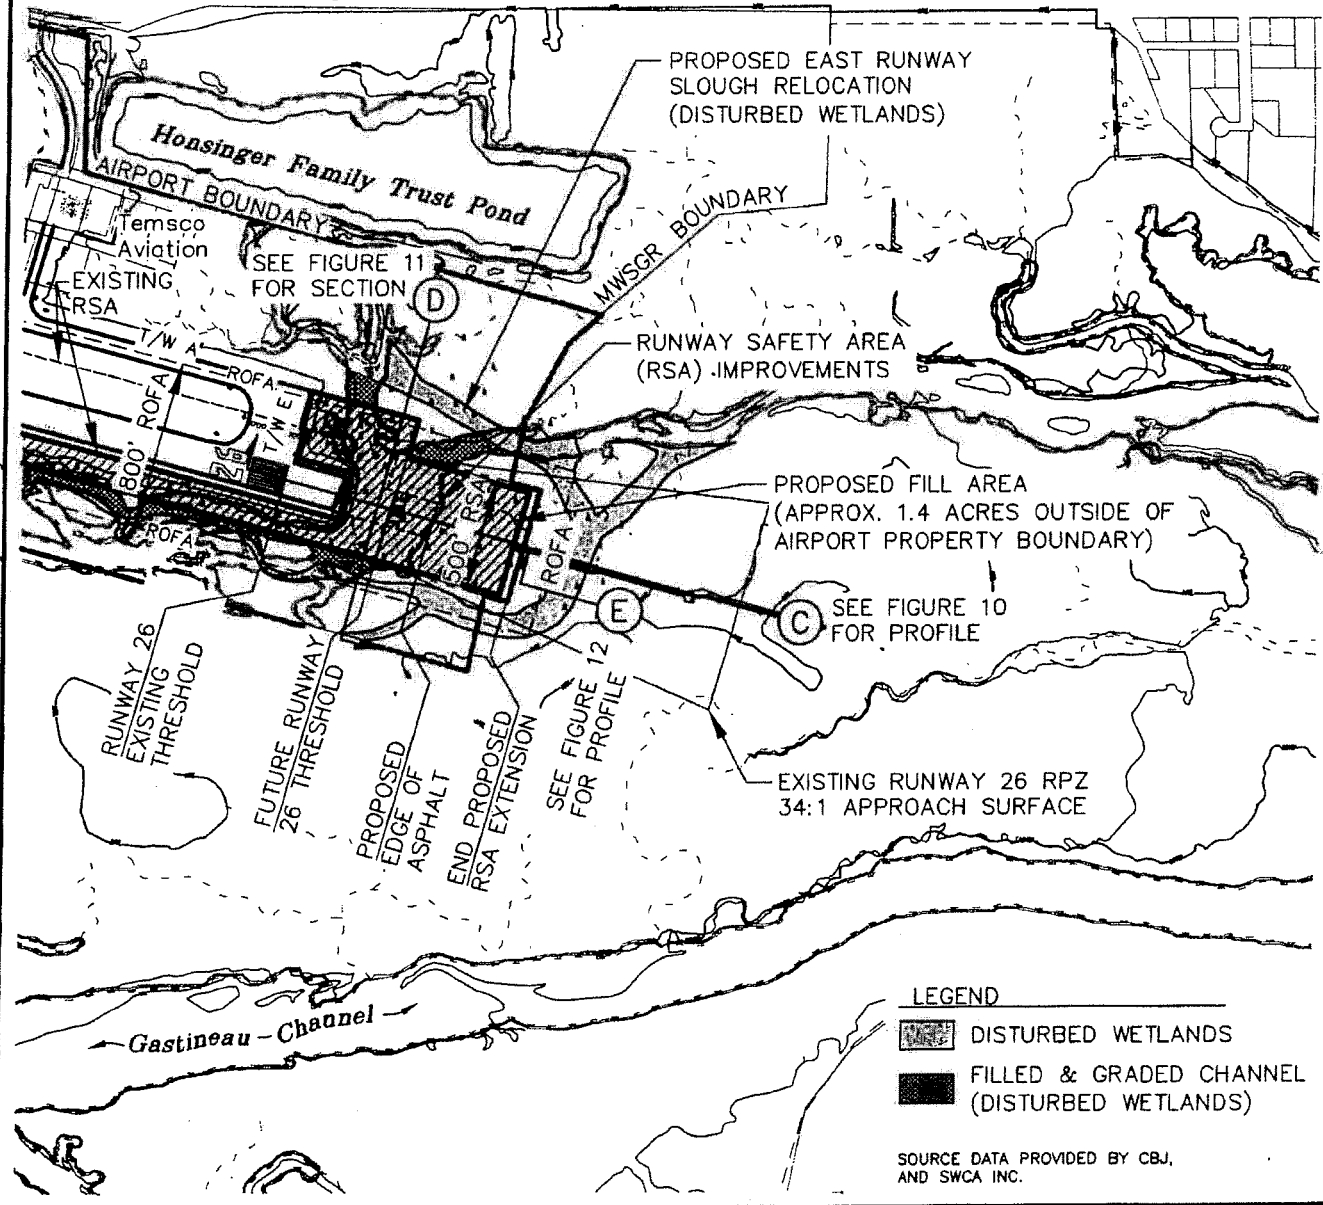 PROPOSED EAST RUNWAY
SLOUGH RELOCATION
(DISTURBED WETLANDS)
Honsinger Family Trust Pond
AIRPORT BOUNDARY
Temsco
Aviation
EXISTING
RSA
SEE FIGURE 11
FOR SECTION
D
MWSGR BOUNDARY
RUNWAY SAFETY AREA
(RSA) IMPROVEMENTS
T/W A
ROFA
800' ROFA
T/W E
26
ROFA
500' RSA
ROFA
PROPOSED FILL AREA
(APPROX. 1.4 ACRES OUTSIDE OF
AIRPORT PROPERTY BOUNDARY)
E
C
SEE FIGURE 10
FOR PROFILE
RUNWAY 26
EXISTING
THRESHOLD
FUTURE RUNWAY
26 THRESHOLD
PROPOSED
EDGE OF
ASPHALT
END PROPOSED
RSA EXTENSION
SEE FIGURE 12
FOR PROFILE
EXISTING RUNWAY 26 RPZ
34:1 APPROACH SURFACE
Gastineau Channel
LEGEND
DISTURBED WETLANDS
FILLED & GRADED CHANNEL
(DISTURBED WETLANDS)
SOURCE DATA PROVIDED BY CBJ,
AND SWCA INC.